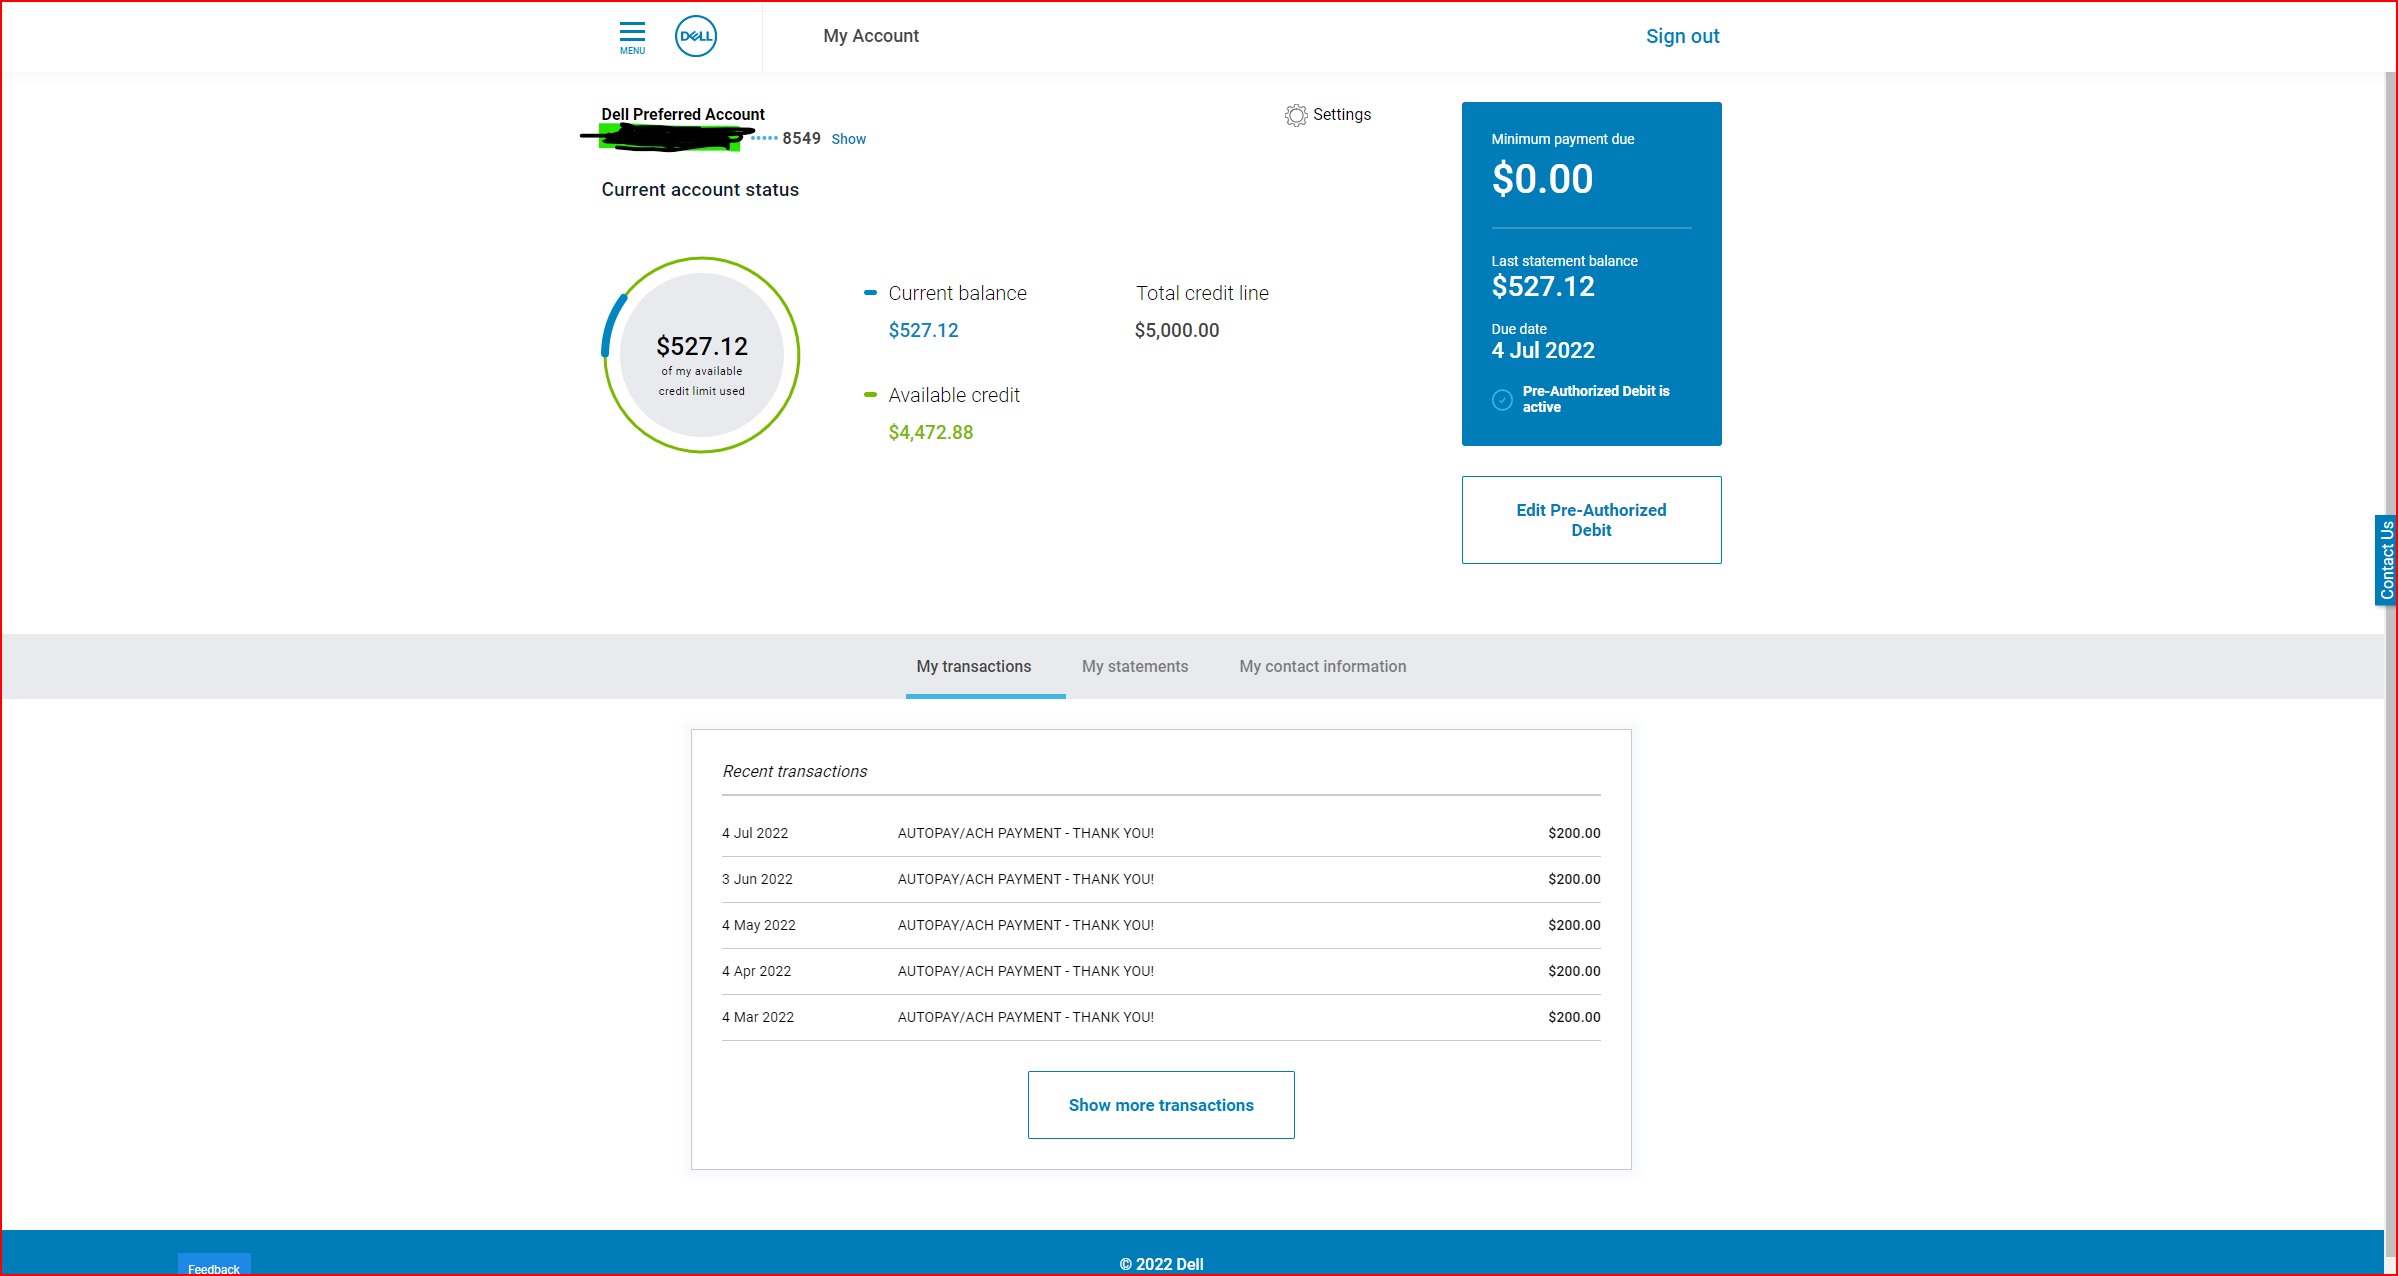 MENU
DELL
My Account
Sign out
Dell Preferred Account
8549 Show
Settings
Current account status
$527.12
of my available
credit limit used
Current balance
$527.12
Total credit line
$5,000.00
Available credit
$4,472.88
Minimum payment due
$0.00
Last statement balance
$527.12
Due date
4 Jul 2022
Pre-Authorized Debit is
active
Edit Pre-Authorized
Debit
Contact Us
My transactions My statements My contact information
Recent transactions
4 Jul 2022 AUTOPAY/ACH PAYMENT - THANK YOU! $200.00
3 Jun 2022 AUTOPAY/ACH PAYMENT - THANK YOU! $200.00
4 May 2022 AUTOPAY/ACH PAYMENT - THANK YOU! $200.00
4 Apr 2022 AUTOPAY/ACH PAYMENT - THANK YOU! $200.00
4 Mar 2022 AUTOPAY/ACH PAYMENT - THANK YOU! $200.00
Show more transactions
Feedback
© 2022 Dell